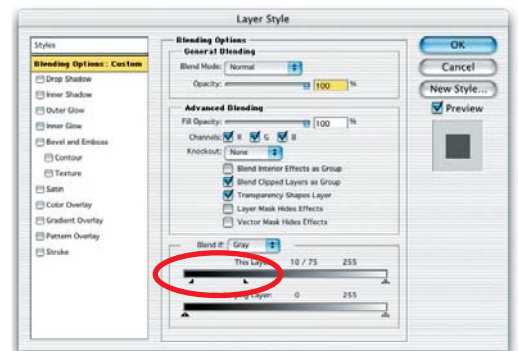 Layer Style
Styles
Blending Options: Custom
Drop Shadow
Inner Shadow
Outer Glow
Inner Glow
Bevel and Emboss
Contour
Texture
Satin
Color Overlay
Gradient Overlay
Pattern Overlay
Stroke
Blending Options
General Blending
Blend Mode: Normal
Opacity: 100 %
Advanced Blending
Fill Opacity: 100 %
Channels: R G B
Knockout: None
Blend Interior Effects as Group
Blend Clipped Layers as Group
Transparency Shapes Layer
Layer Mask Hides Effects
Vector Mask Hides Effects
Blend If: Gray
This Layer: 10 / 75 255
Layer: 0 255
OK
Cancel
New Style...
Preview